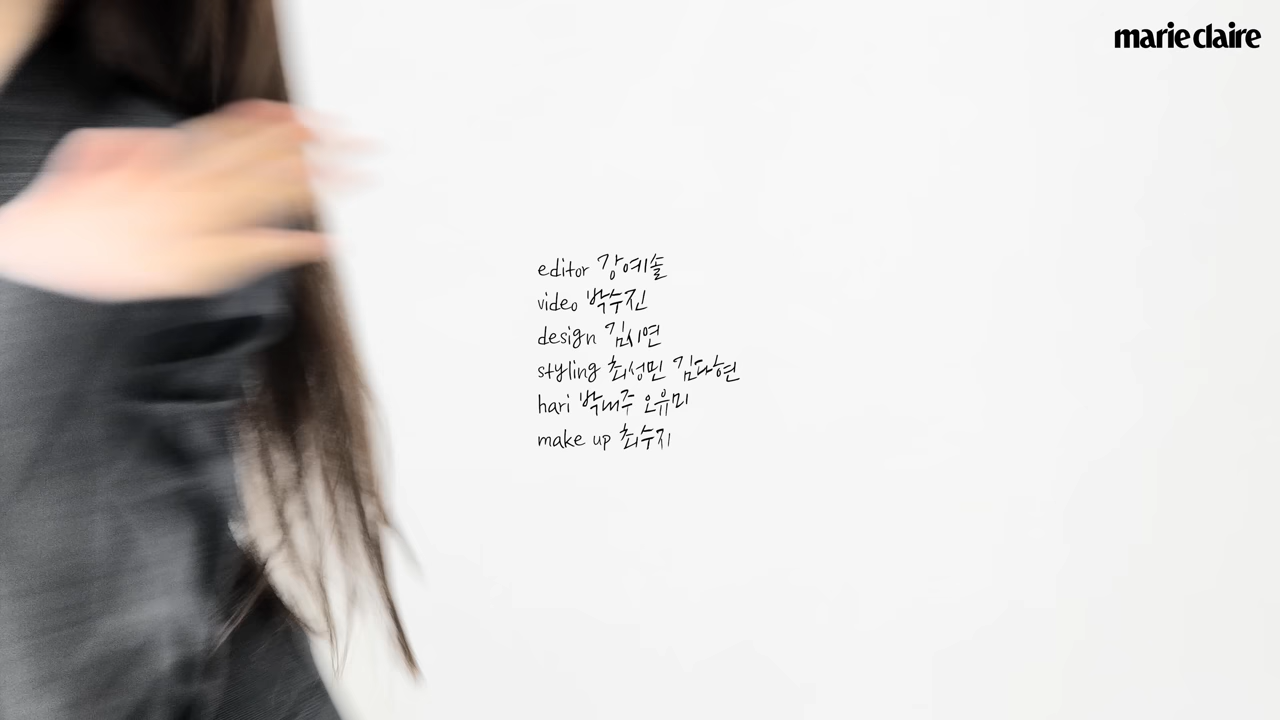 marie claire
editor 강예솔
video 박수진
design 김시연
styling 최성민 김다현
hari 박내주 오유미
make up 최수지